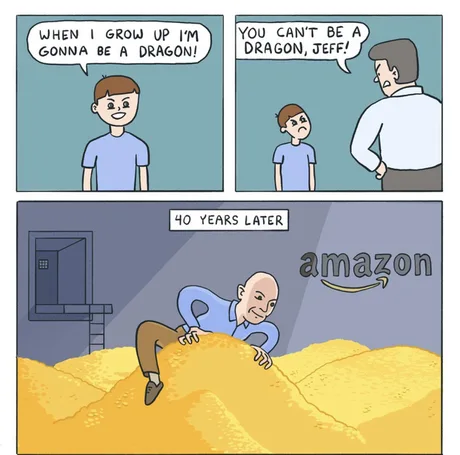 WHEN I GROW UP I'M
GONNA BE A DRAGON!
YOU CAN'T BE A
DRAGON, JEFF!
40 YEARS LATER
amazon